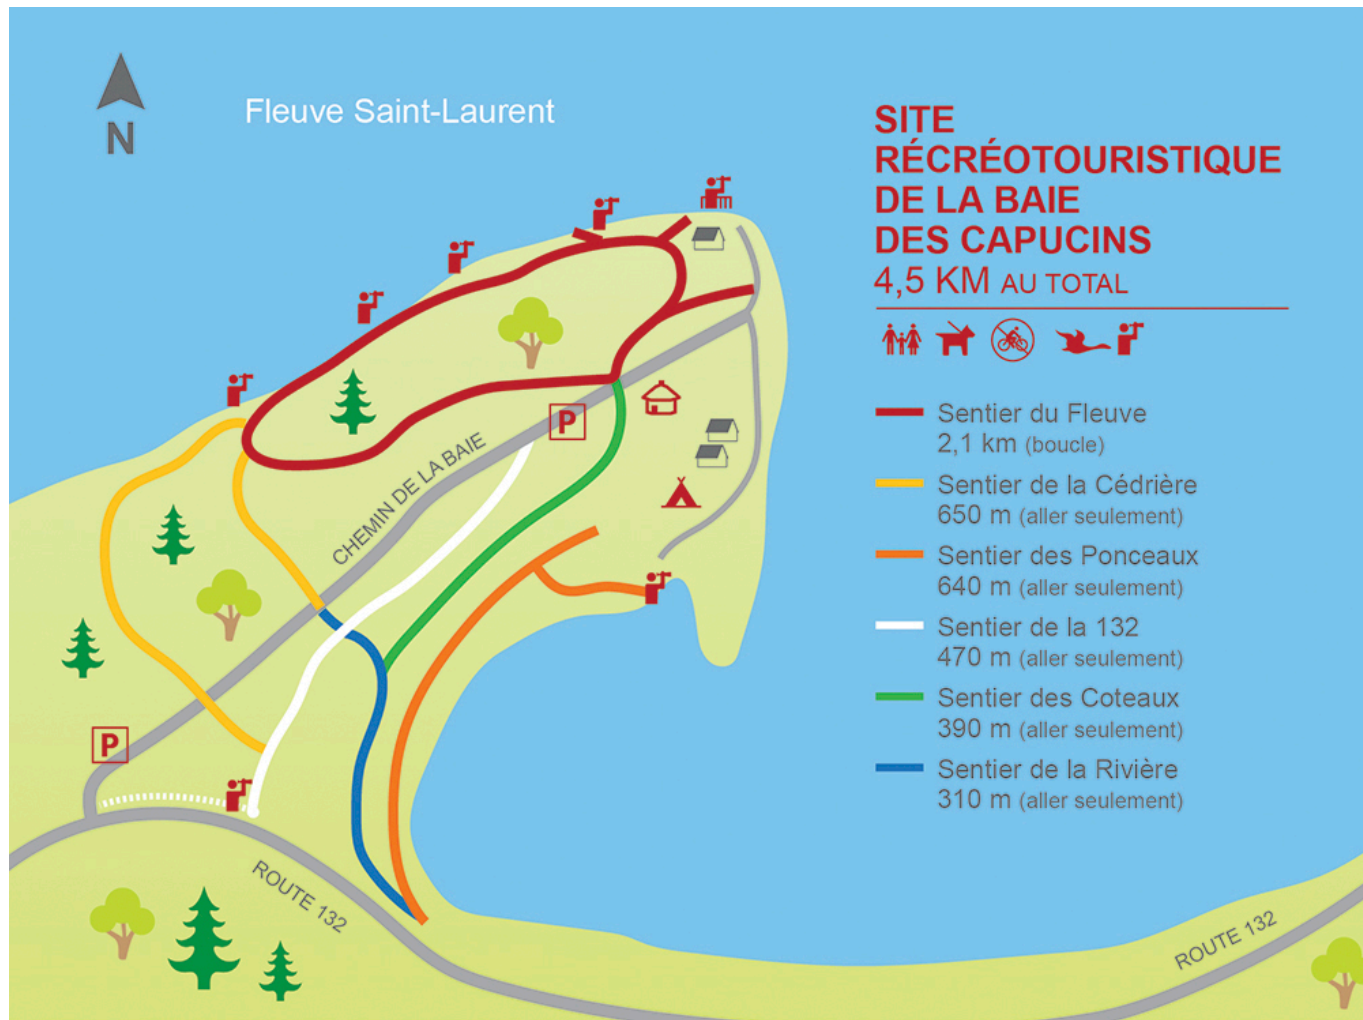 N
Fleuve Saint-Laurent
SITE
RÉCRÉOTOURISTIQUE
DE LA BAIE
DES CAPUCINS
4,5 KM AU TOTAL
Sentier du Fleuve
2,1 km (boucle)
Sentier de la Cédrière
650 m (aller seulement)
Sentier des Ponceaux
640 m (aller seulement)
Sentier de la 132
470 m (aller seulement)
Sentier des Coteaux
390 m (aller seulement)
Sentier de la Rivière
310 m (aller seulement)
P
CHEMIN DE LA BAIE
P
ROUTE 132
ROUTE 132